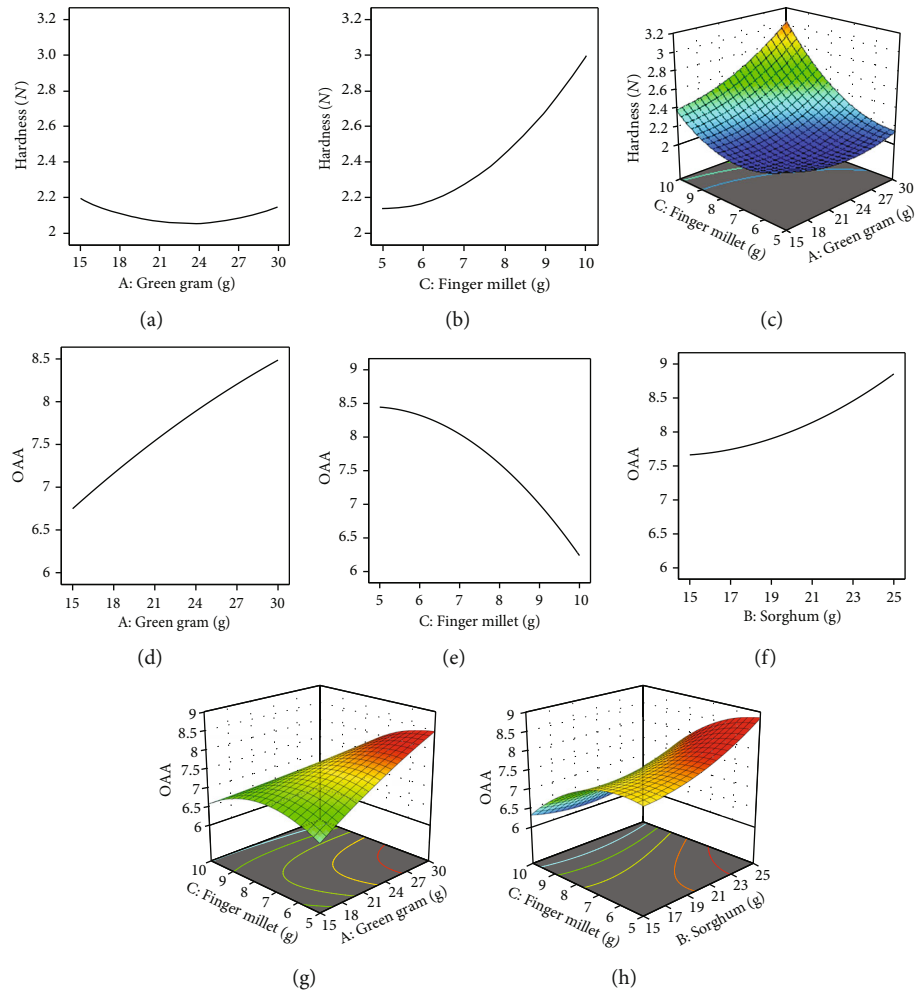 3.2
3.0
2.8
2.6
2.4
2.2
2
Hardness (N)
15 18 21 24 27 30
A: Green gram (g)
(a)
3.2
3.0
2.8
2.6
2.4
2.2
2
Hardness (N)
5 6 7 8 9 10
C: Finger millet (g)
(b)
3.2
3
2.8
2.6
2.4
2.2
2
Hardness (N)
10 9 8 7 6 5
C: Finger millet (g)
15 18 21 24 27 30
A: Green gram (g)
(c)
8.5
8
7.5
7
6.5
6
OAA
15 18 21 24 27 30
A: Green gram (g)
(d)
9
8.5
8
7.5
7
6.5
6
OAA
5 6 7 8 9 10
C: Finger millet (g)
(e)
9
8.5
8
7.5
7
6.5
6
OAA
15 17 19 21 23 25
B: Sorghum (g)
(f)
9
8.5
8
7.5
7
6.5
6
OAA
10 9 8 7 6 5
C: Finger millet (g)
15 18 21 24 27 30
A: Green gram (g)
(g)
9
8.5
8
7.5
7
6.5
6
OAA
10 9 8 7 6 5
C: Finger millet (g)
15 17 19 21 23 25
B: Sorghum (g)
(h)